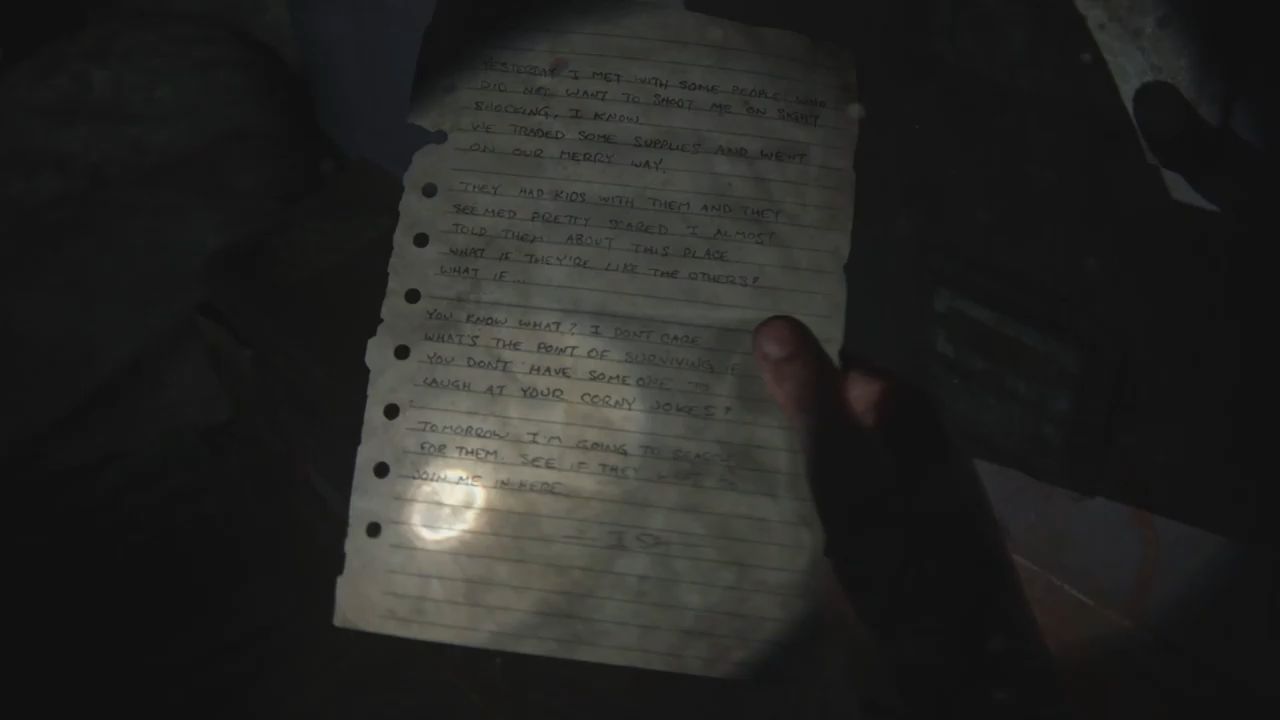 YESTERDAY I MET WITH SOME PEOPLE WHO
DID NOT WANT TO SHOOT ME ON SIGHT
SHOCKING, I KNOW.
WE TRADED SOME SUPPLIES AND WENT
ON OUR MERRY WAY.
THEY HAD KIDS WITH THEM AND THEY
SEEMED PRETTY SCARED I ALMOST
TOLD THEM ABOUT THIS PLACE
WHAT IF THEY'RE LIKE THE OTHERS?
WHAT IF...
YOU KNOW WHAT? I DONT CARE
WHAT'S THE POINT OF SURVIVING IF
YOU DON'T HAVE SOMEONE TO
LAUGH AT YOUR CORNY JOKES?
TOMORROW I'M GOING TO SEARCH
FOR THEM. SEE IF THEY
JOIN ME IN HERE.